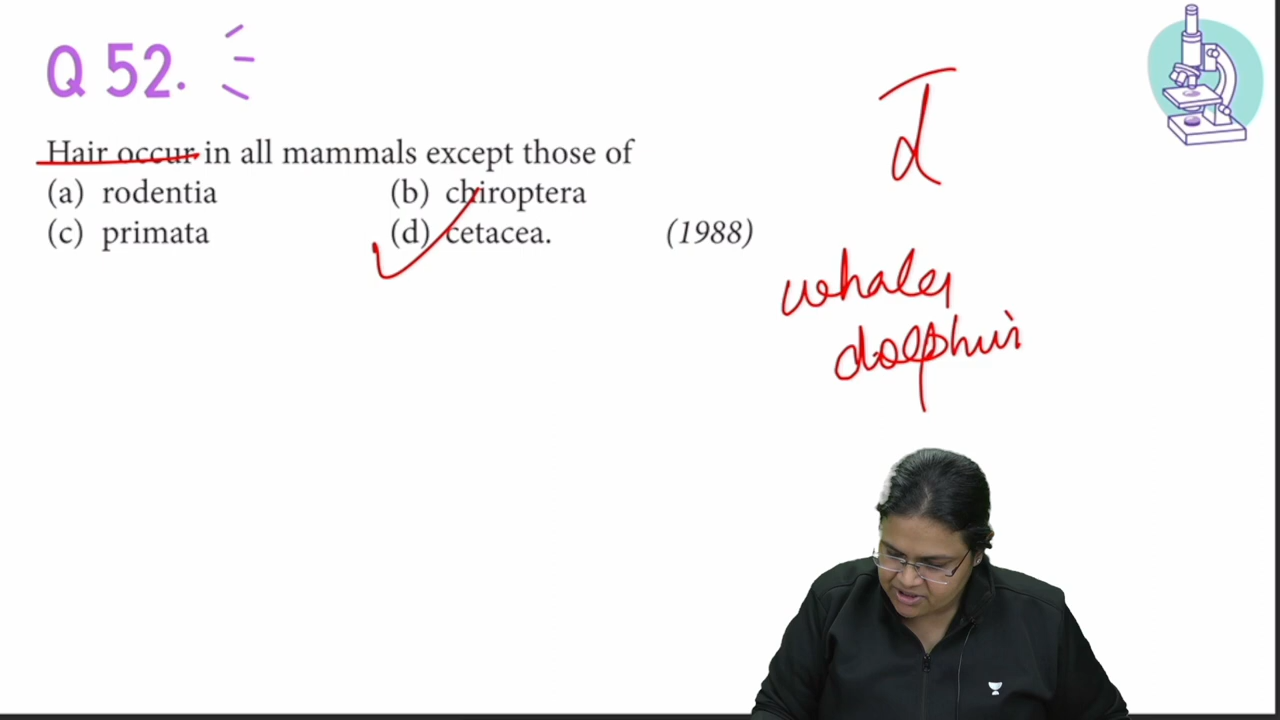 Q 52.
Hair occur in all mammals except those of
(a) rodentia (b) chiroptera
(c) primata (d) cetacea. (1988)
d
whales
dolphin